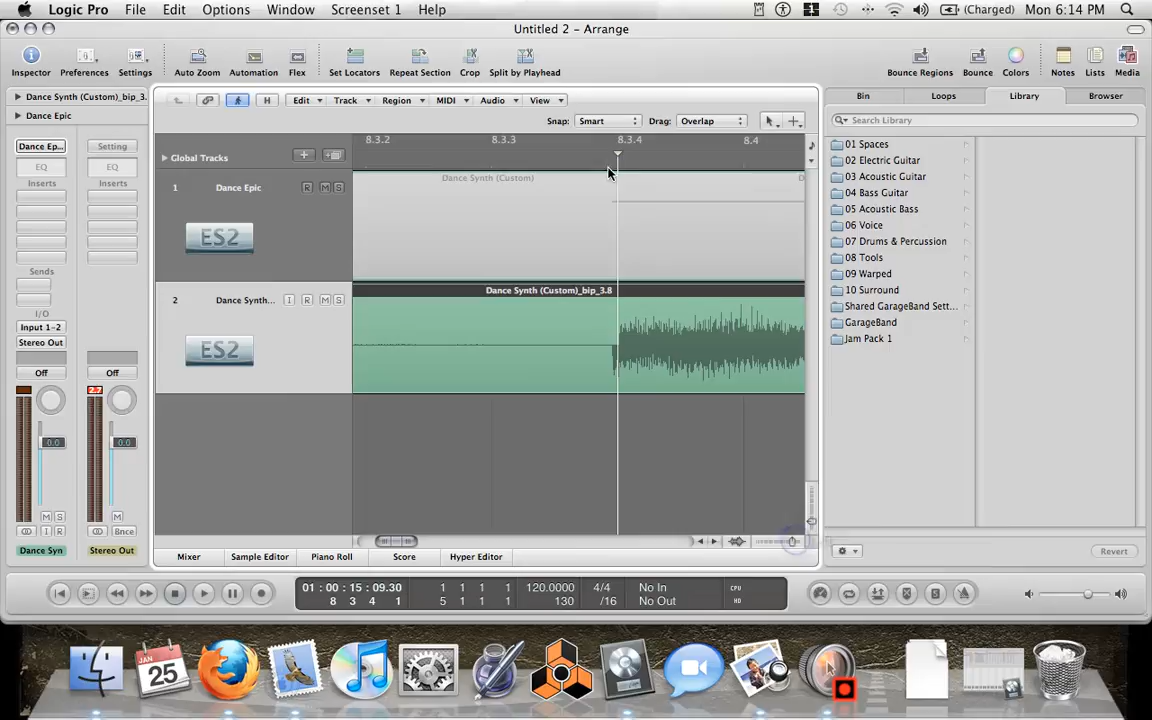 Logic Pro File Edit Options Window Screenset 1 Help (Charged) Mon 6:14 PM
Untitled 2 - Arrange
Inspector Preferences Settings Auto Zoom Automation Flex Set Locators Repeat Section Crop Split by Playhead Bounce Regions Bounce Colors Notes Lists Media
Dance Synth (Custom)_bip_3.
Dance Epic
Edit Track Region MIDI Audio View
Bin Loops Library Browser
Snap: Smart Drag: Overlap
Search Library
8.3.2 8.3.3 8.3.4 8.4
Global Tracks
Dance Ep... Setting
EQ EQ
Inserts Inserts
Sends
I/O
Input 1-2
Stereo Out
Off Off
2.7
0.0 0.0
M S M
I R Bnce
Dance Syn Stereo Out
1 Dance Epic R M S
ES2
Dance Synth (Custom) D
2 Dance Synth... I R M S
ES2
Dance Synth (Custom)_bip_3.8
01 Spaces
02 Electric Guitar
03 Acoustic Guitar
04 Bass Guitar
05 Acoustic Bass
06 Voice
07 Drums & Percussion
08 Tools
09 Warped
10 Surround
Shared GarageBand Sett...
GarageBand
Jam Pack 1
Revert
Mixer Sample Editor Piano Roll Score Hyper Editor
01 : 00 : 15 : 09.30 1 1 1 1 120.0000 4/4 No In CPU
8 3 4 1 5 1 1 1 130 /16 No Out HD
JAN
25